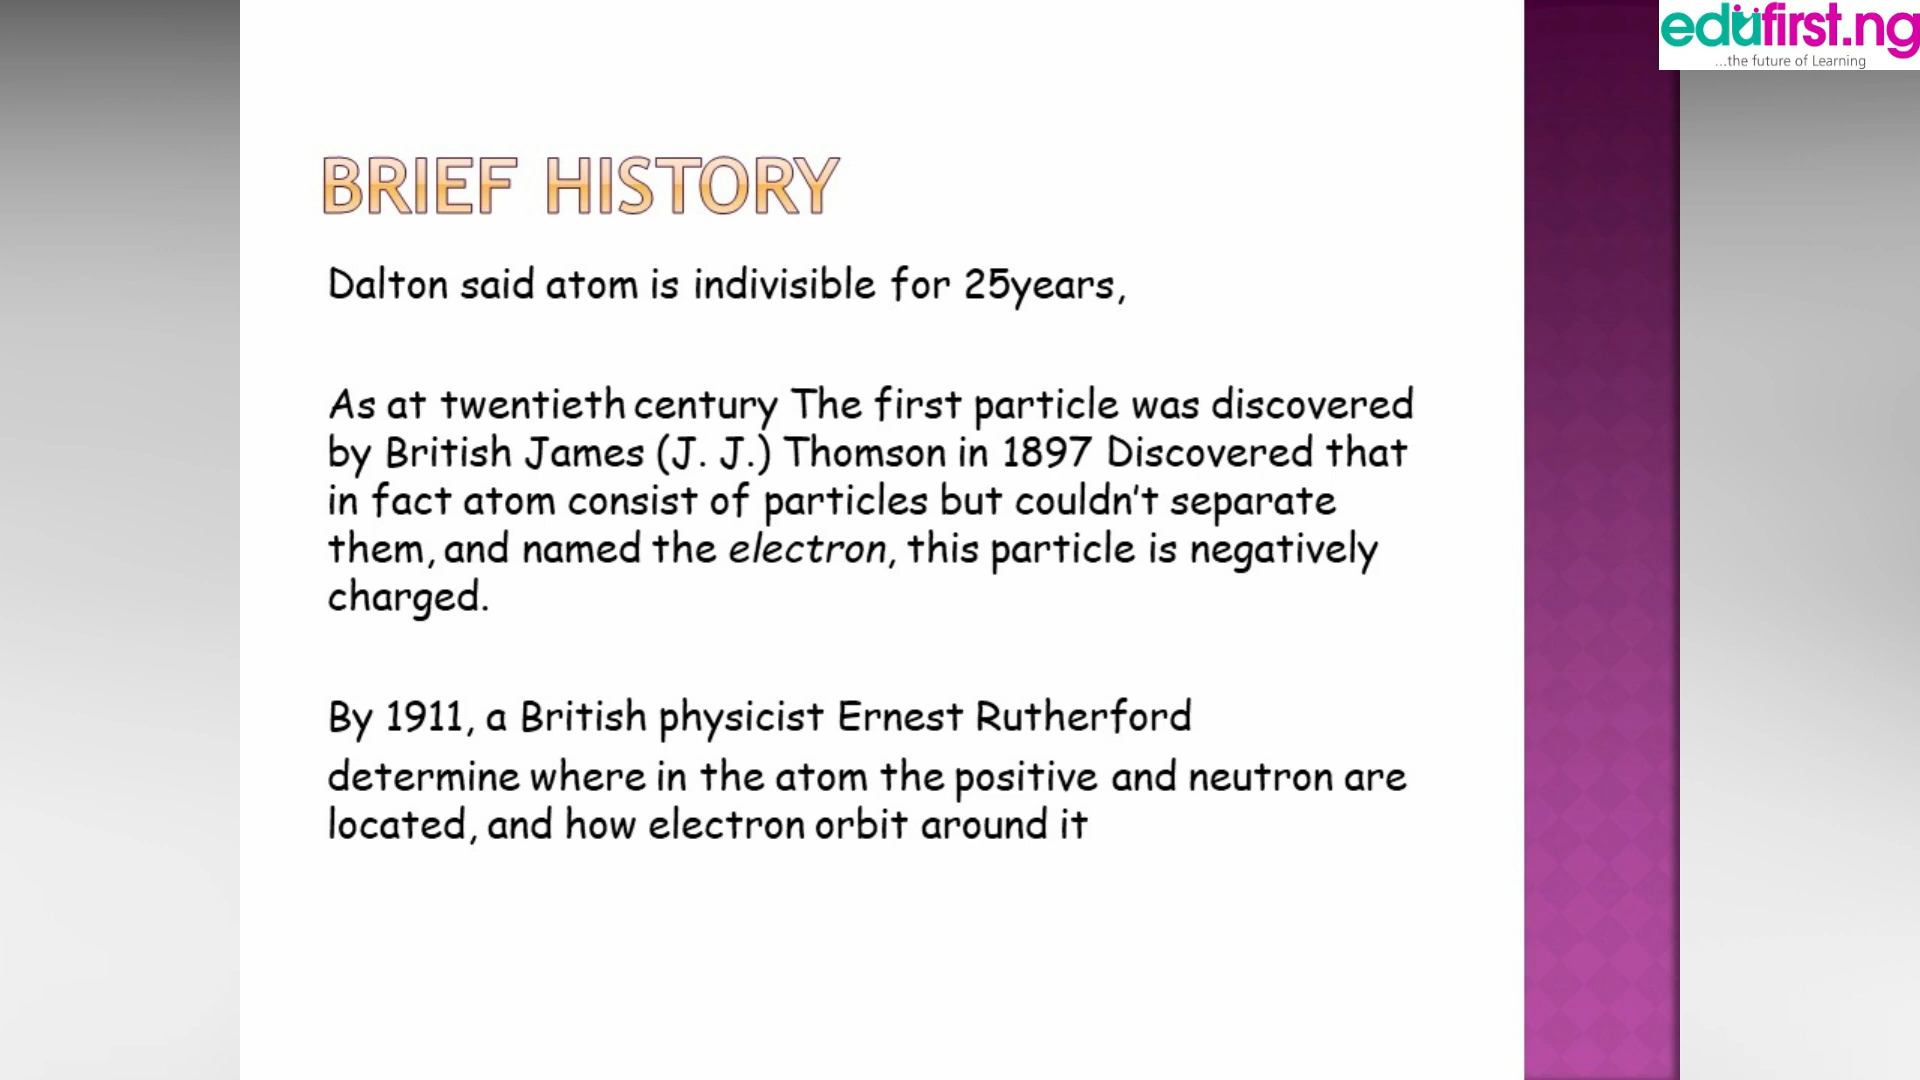 edufirst.ng
...the future of Learning
BRIEF HISTORY
Dalton said atom is indivisible for 25years,
As at twentieth century The first particle was discovered
by British James (J. J.) Thomson in 1897 Discovered that
in fact atom consist of particles but couldn't separate
them, and named the electron, this particle is negatively
charged.
By 1911, a British physicist Ernest Rutherford
determine where in the atom the positive and neutron are
located, and how electron orbit around it